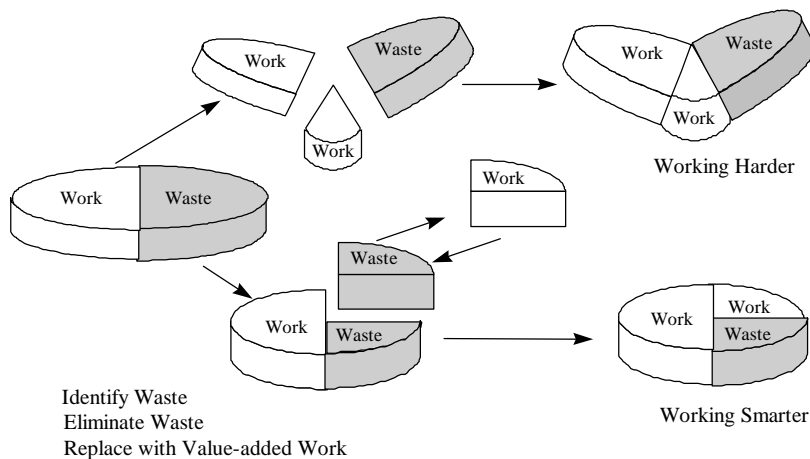 Work
Waste
Work
Work
Waste
Work
Working Harder
Work
Waste
Work
Waste
Work
Waste
Work
Work
Waste
Working Smarter
Identify Waste
Eliminate Waste
Replace with Value-added Work